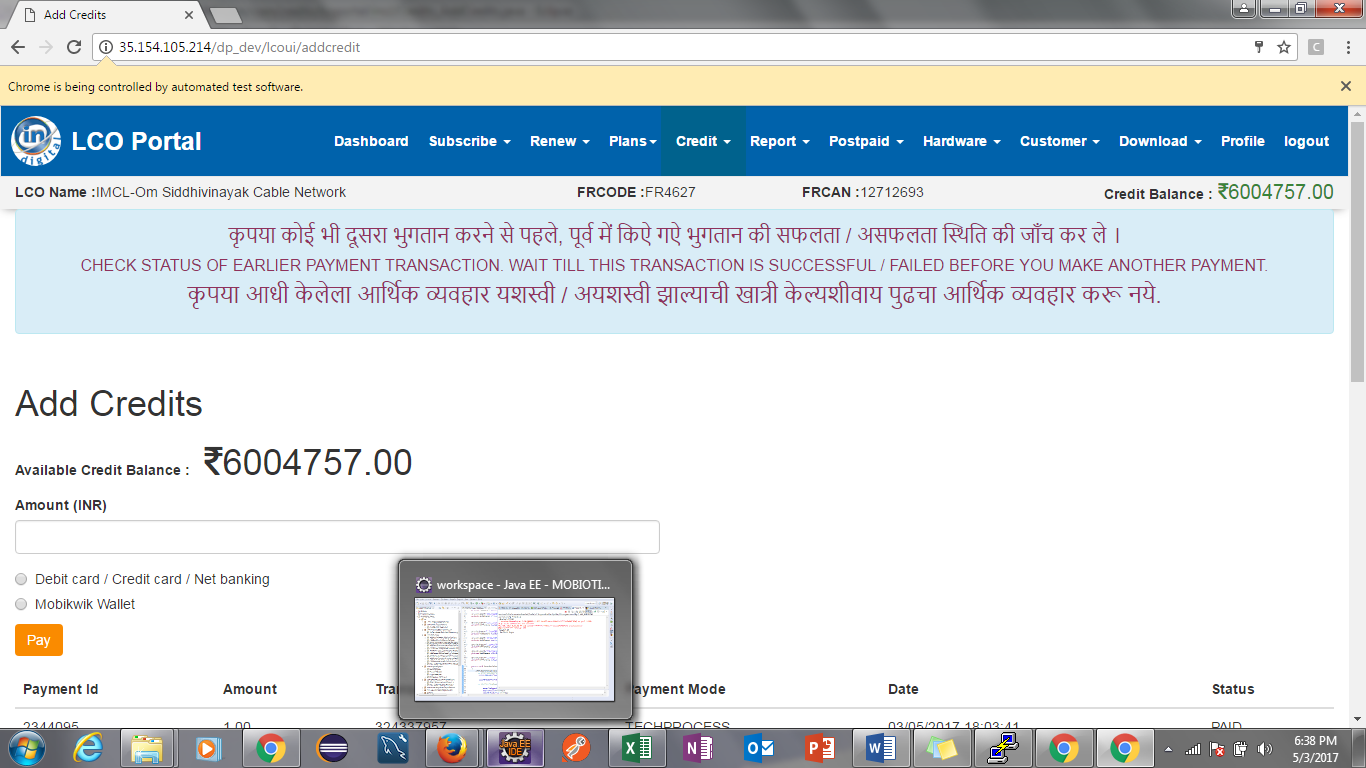 Add Credits
35.154.105.214/dp_dev/lcoui/addcredit
C
Chrome is being controlled by automated test software.
in digital LCO Portal Dashboard Subscribe Renew Plans Credit Report Postpaid Hardware Customer Download Profile logout
LCO Name :IMCL-Om Siddhivinayak Cable Network FRCODE :FR4627 FRCAN :12712693 Credit Balance : ₹6004757.00
कृपया कोई भी दूसरा भुगतान करने से पहले, पूर्व में किऐ गऐ भुगतान की सफलता / असफलता स्थिति की जाँच कर ले ।
CHECK STATUS OF EARLIER PAYMENT TRANSACTION. WAIT TILL THIS TRANSACTION IS SUCCESSFUL / FAILED BEFORE YOU MAKE ANOTHER PAYMENT.
कृपया आधी केलेला आर्थिक व्यवहार यशस्वी / अयशस्वी झाल्याची खात्री केल्यशीवाय पुढचा आर्थिक व्यवहार करू नये.
Add Credits
Available Credit Balance : ₹6004757.00
Amount (INR)
Debit card / Credit card / Net banking
Mobikwik Wallet
Pay
workspace - Java EE - MOBIOTI...
Payment Id Amount Payment Mode Date Status
2344095 1.00 324337957 TECHPROCESS 03/05/2017 18:03:41 PAID
Java EE IDE
6:38 PM
5/3/2017